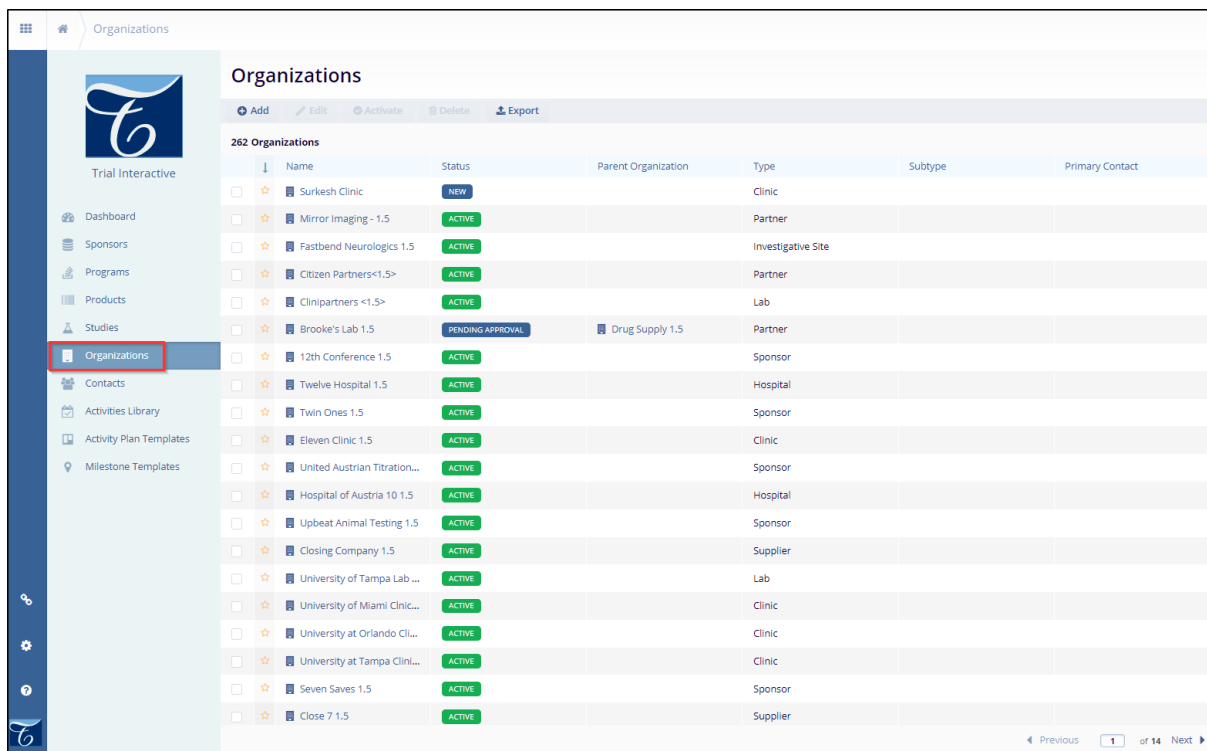 Organizations
Trial Interactive
Dashboard
Sponsors
Programs
Products
Studies
Organizations
Contacts
Activities Library
Activity Plan Templates
Milestone Templates
Organizations
Add Edit Activate Delete Export
262 Organizations
Name Status Parent Organization Type Subtype Primary Contact
Surkesh Clinic NEW Clinic
Mirror Imaging - 1.5 ACTIVE Partner
Fastbend Neurologics 1.5 ACTIVE Investigative Site
Citizen Partners<1.5> ACTIVE Partner
Clinipartners <1.5> ACTIVE Lab
Brooke's Lab 1.5 PENDING APPROVAL Drug Supply 1.5 Partner
12th Conference 1.5 ACTIVE Sponsor
Twelve Hospital 1.5 ACTIVE Hospital
Twin Ones 1.5 ACTIVE Sponsor
Eleven Clinic 1.5 ACTIVE Clinic
United Austrian Titration... ACTIVE Sponsor
Hospital of Austria 10 1.5 ACTIVE Hospital
Upbeat Animal Testing 1.5 ACTIVE Sponsor
Closing Company 1.5 ACTIVE Supplier
University of Tampa Lab ... ACTIVE Lab
University of Miami Clnic... ACTIVE Clinic
University at Orlando Cli... ACTIVE Clinic
University at Tampa Clini... ACTIVE Clinic
Seven Saves 1.5 ACTIVE Sponsor
Close 7 1.5 ACTIVE Supplier
Previous 1 of 14 Next